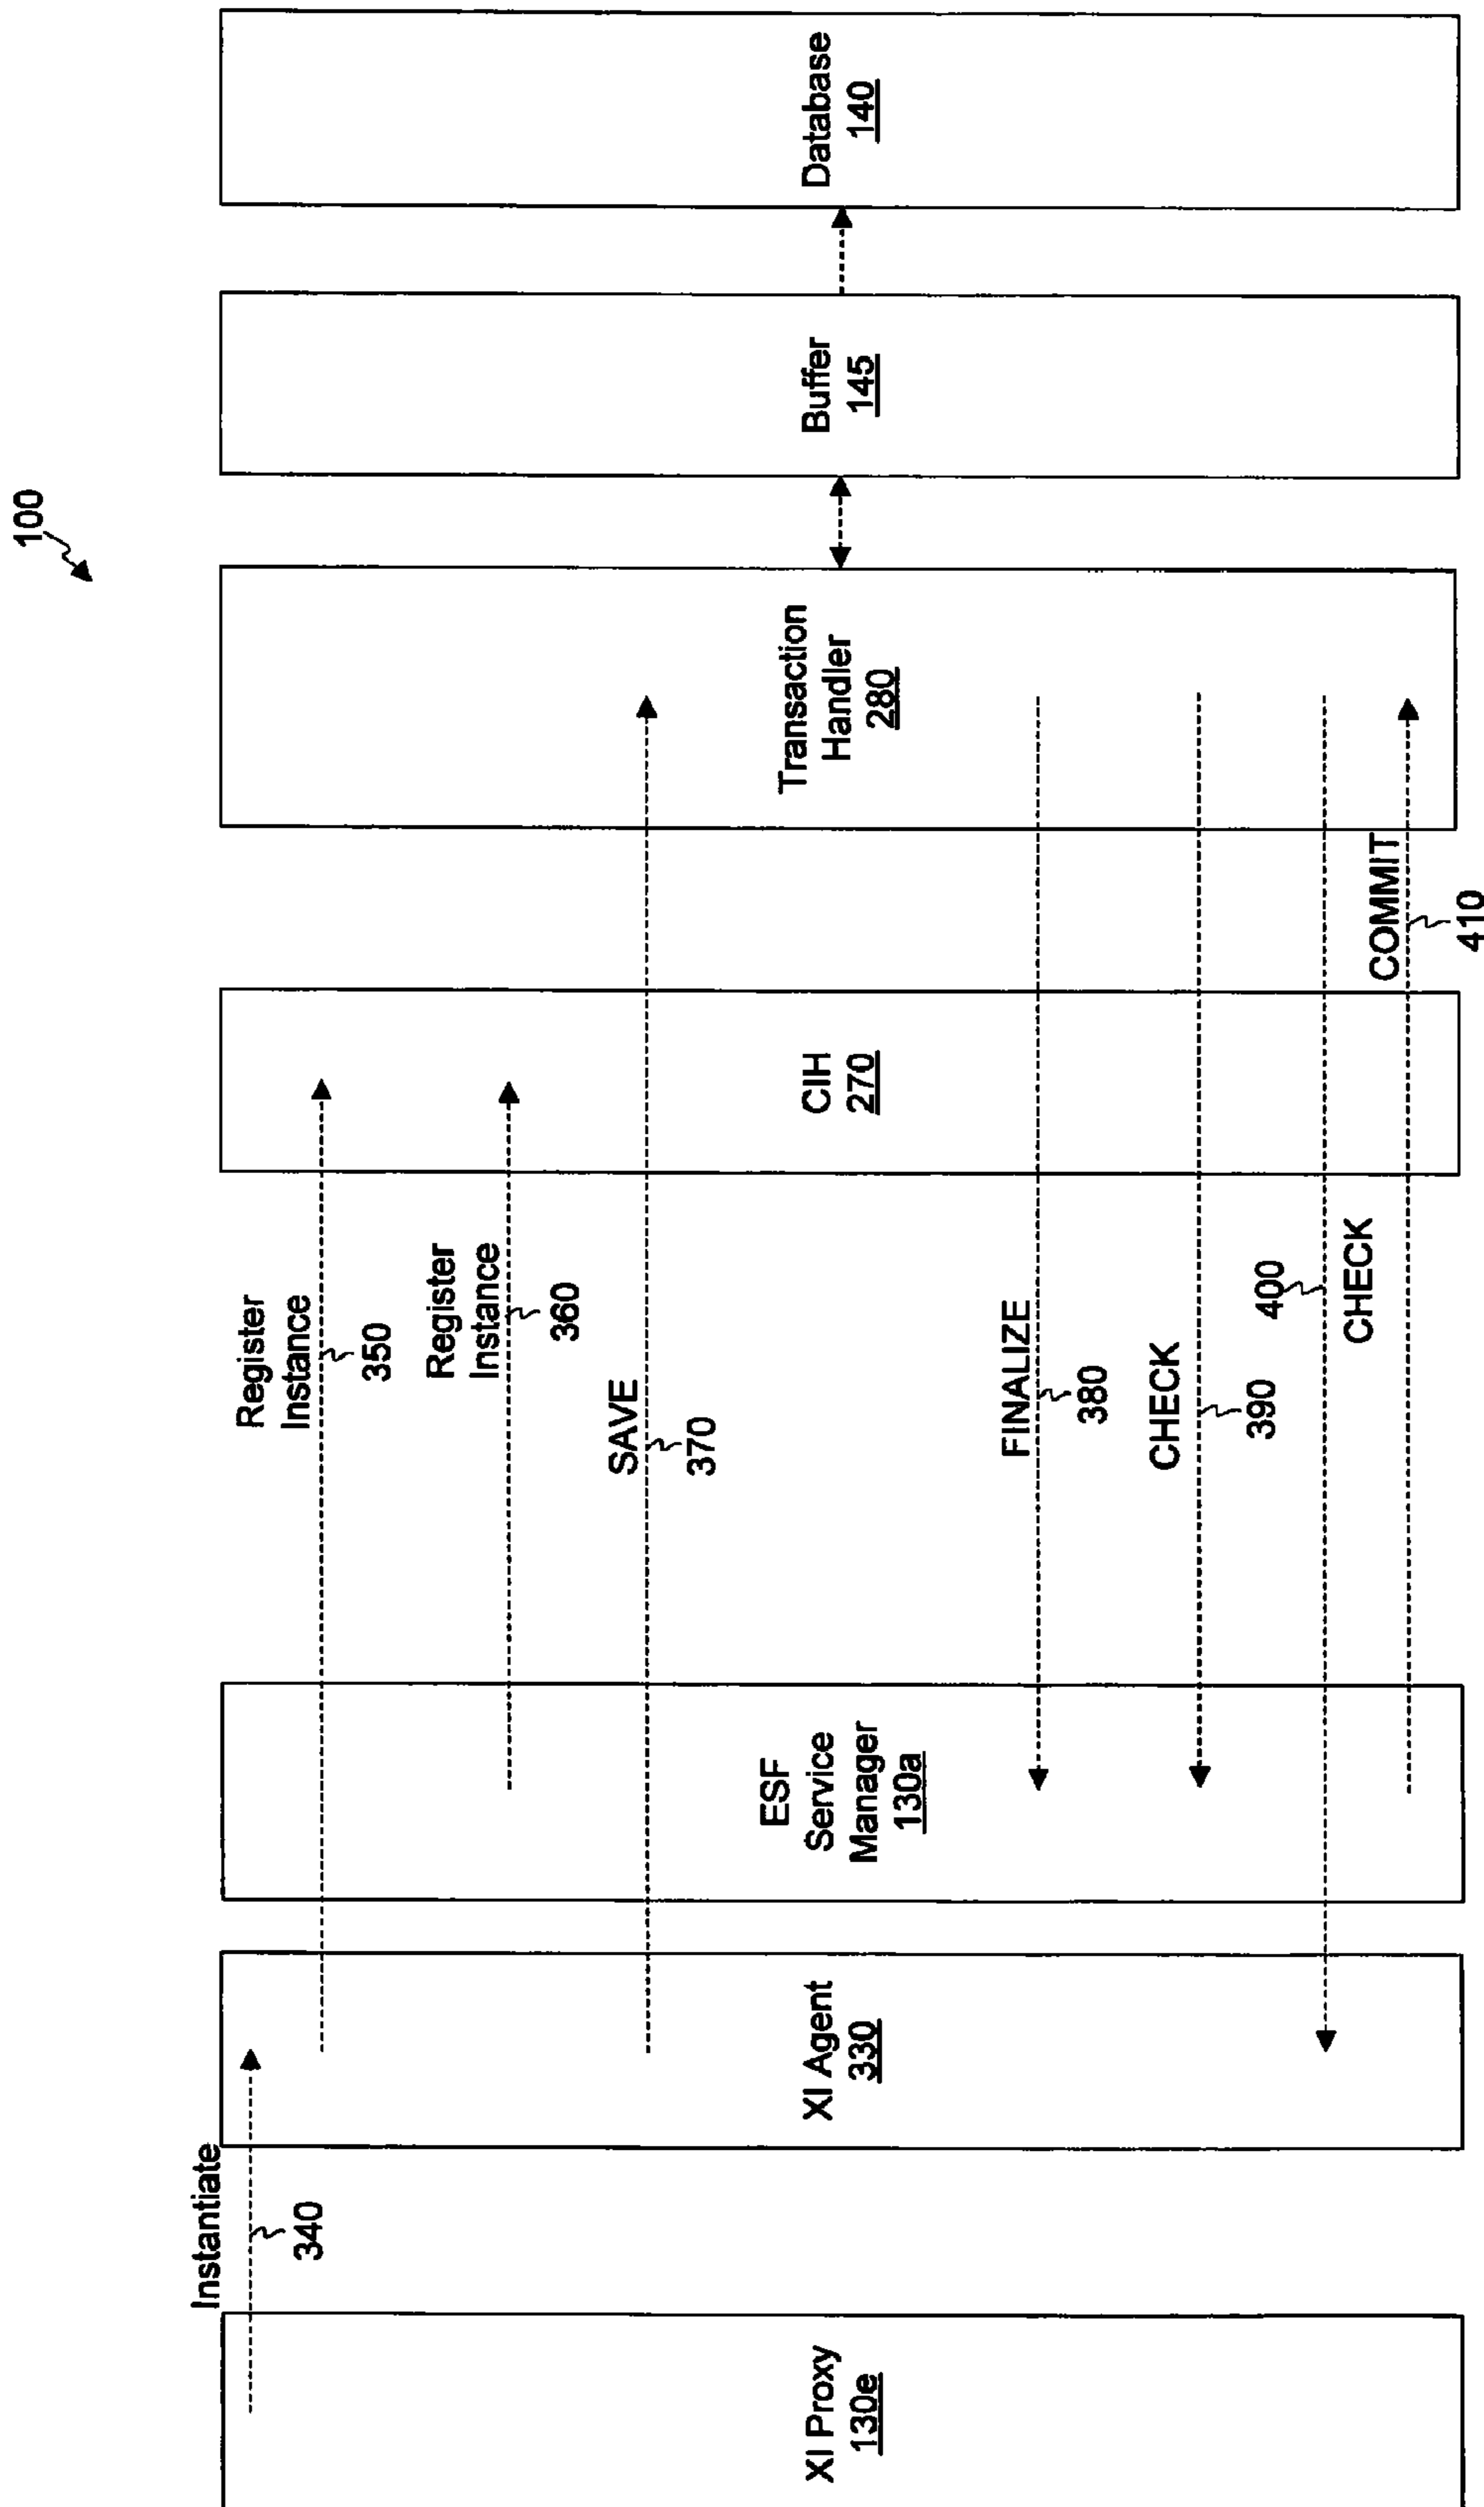 100
XI Proxy
130e
Instantiate
340
XI Agent
330
ESF
Service
Manager
130a
Register
Instance
350
Register
Instance
360
SAVE
370
FINALIZE
380
CHECK
390
400
CHECK
COMMIT
410
CIH
270
Transaction
Handler
280
Buffer
145
Database
140